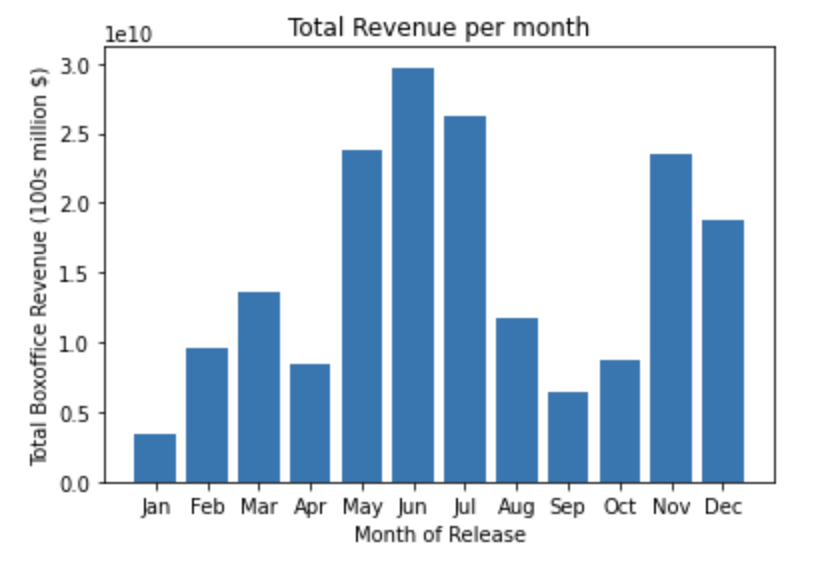 Total Revenue per month
1e10
Total Boxoffice Revenue (100s million $)
3.0
2.5
2.0
1.5
1.0
0.5
0.0
Jan Feb Mar Apr May Jun Jul Aug Sep Oct Nov Dec
Month of Release